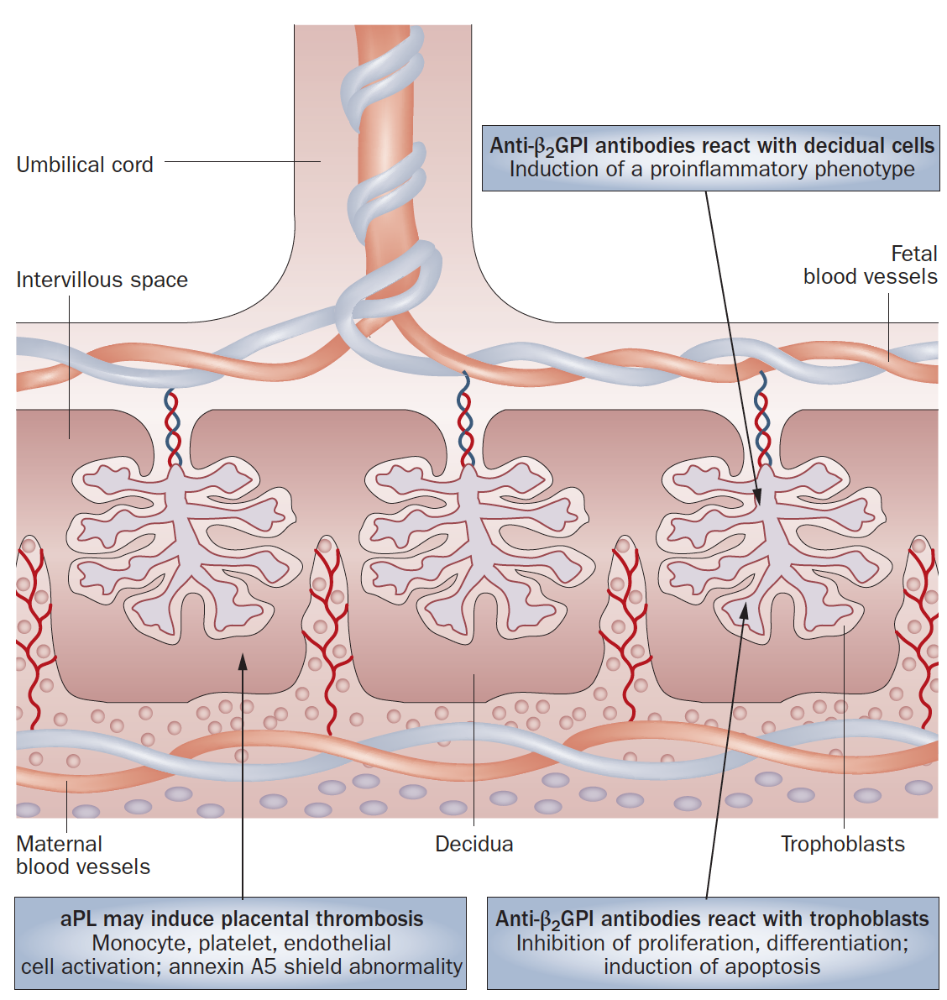 Umbilical cord
Anti-β₂GPI antibodies react with decidual cells
Induction of a proinflammatory phenotype
Intervillous space
Fetal
blood vessels
Maternal
blood vessels
Decidua
Trophoblasts
aPL may induce placental thrombosis
Monocyte, platelet, endothelial
cell activation; annexin A5 shield abnormality
Anti-β₂GPI antibodies react with trophoblasts
Inhibition of proliferation, differentiation;
induction of apoptosis